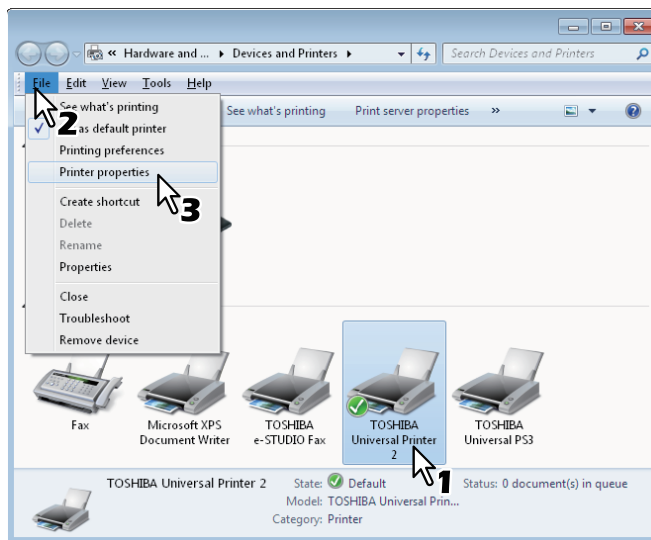 Hardware and ... Devices and Printers Search Devices and Printers
File Edit View Tools Help
See what's printing Print server properties »
See what's printing
2 as default printer
Printing preferences
Printer properties
3
Create shortcut
Delete
Rename
Properties
Close
Troubleshoot
Remove device
Fax
Microsoft XPS Document Writer
TOSHIBA e-STUDIO Fax
TOSHIBA Universal Printer 2
TOSHIBA Universal PS3
1
TOSHIBA Universal Printer 2 State: Default Status: 0 document(s) in queue
Model: TOSHIBA Universal Prin...
Category: Printer